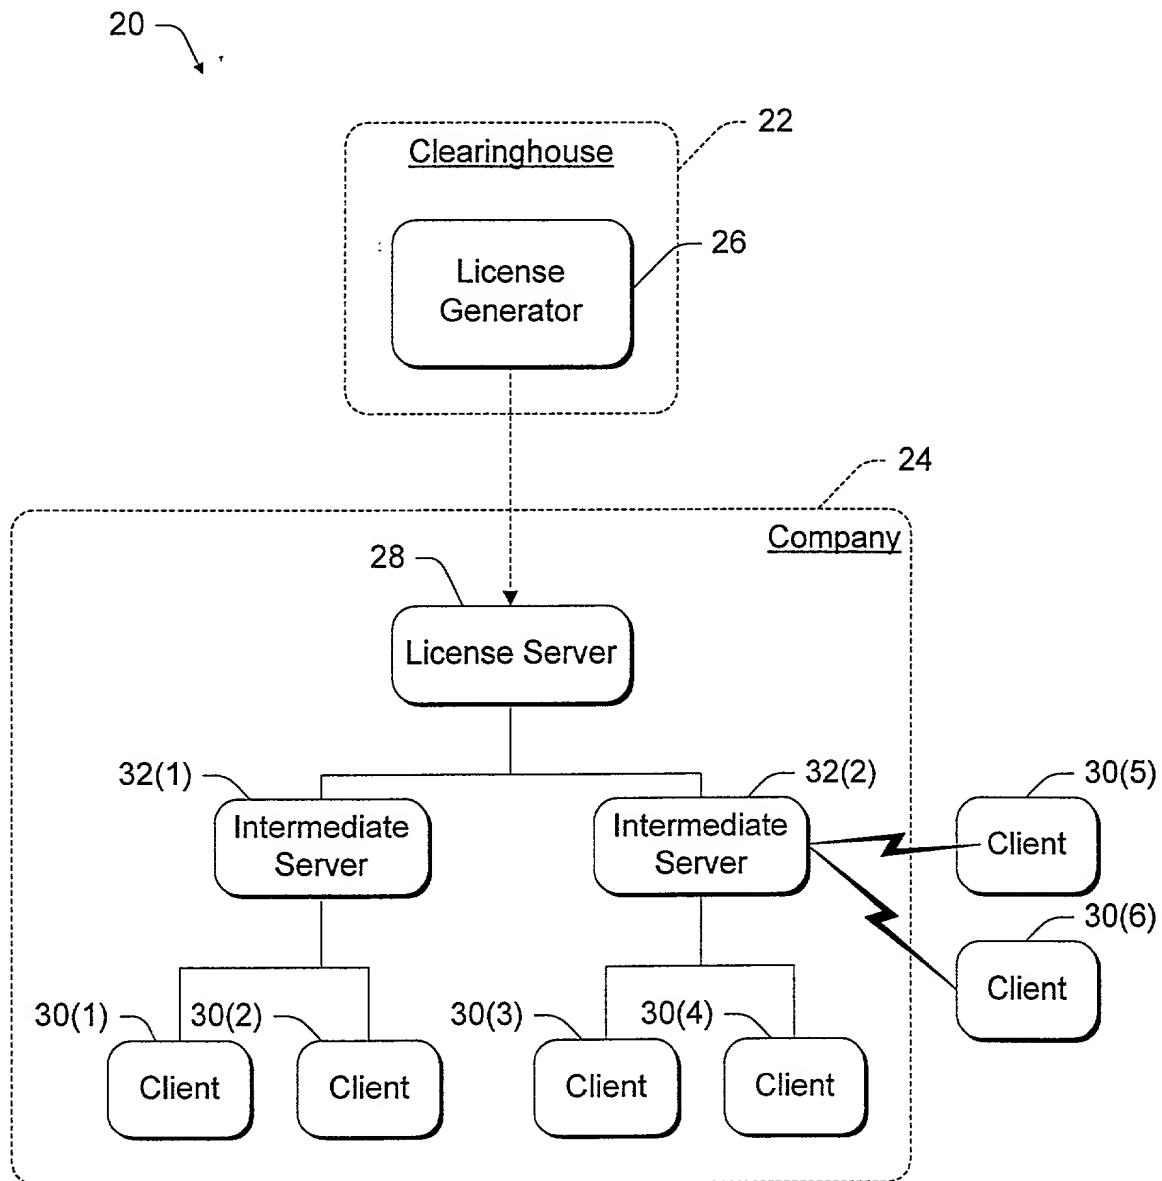 20
22
Clearinghouse
26
License
Generator
24
Company
28
License Server
32(1)
32(2)
30(5)
Intermediate
Server
Intermediate
Server
Client
30(6)
Client
30(1)
30(2)
30(3)
30(4)
Client
Client
Client
Client